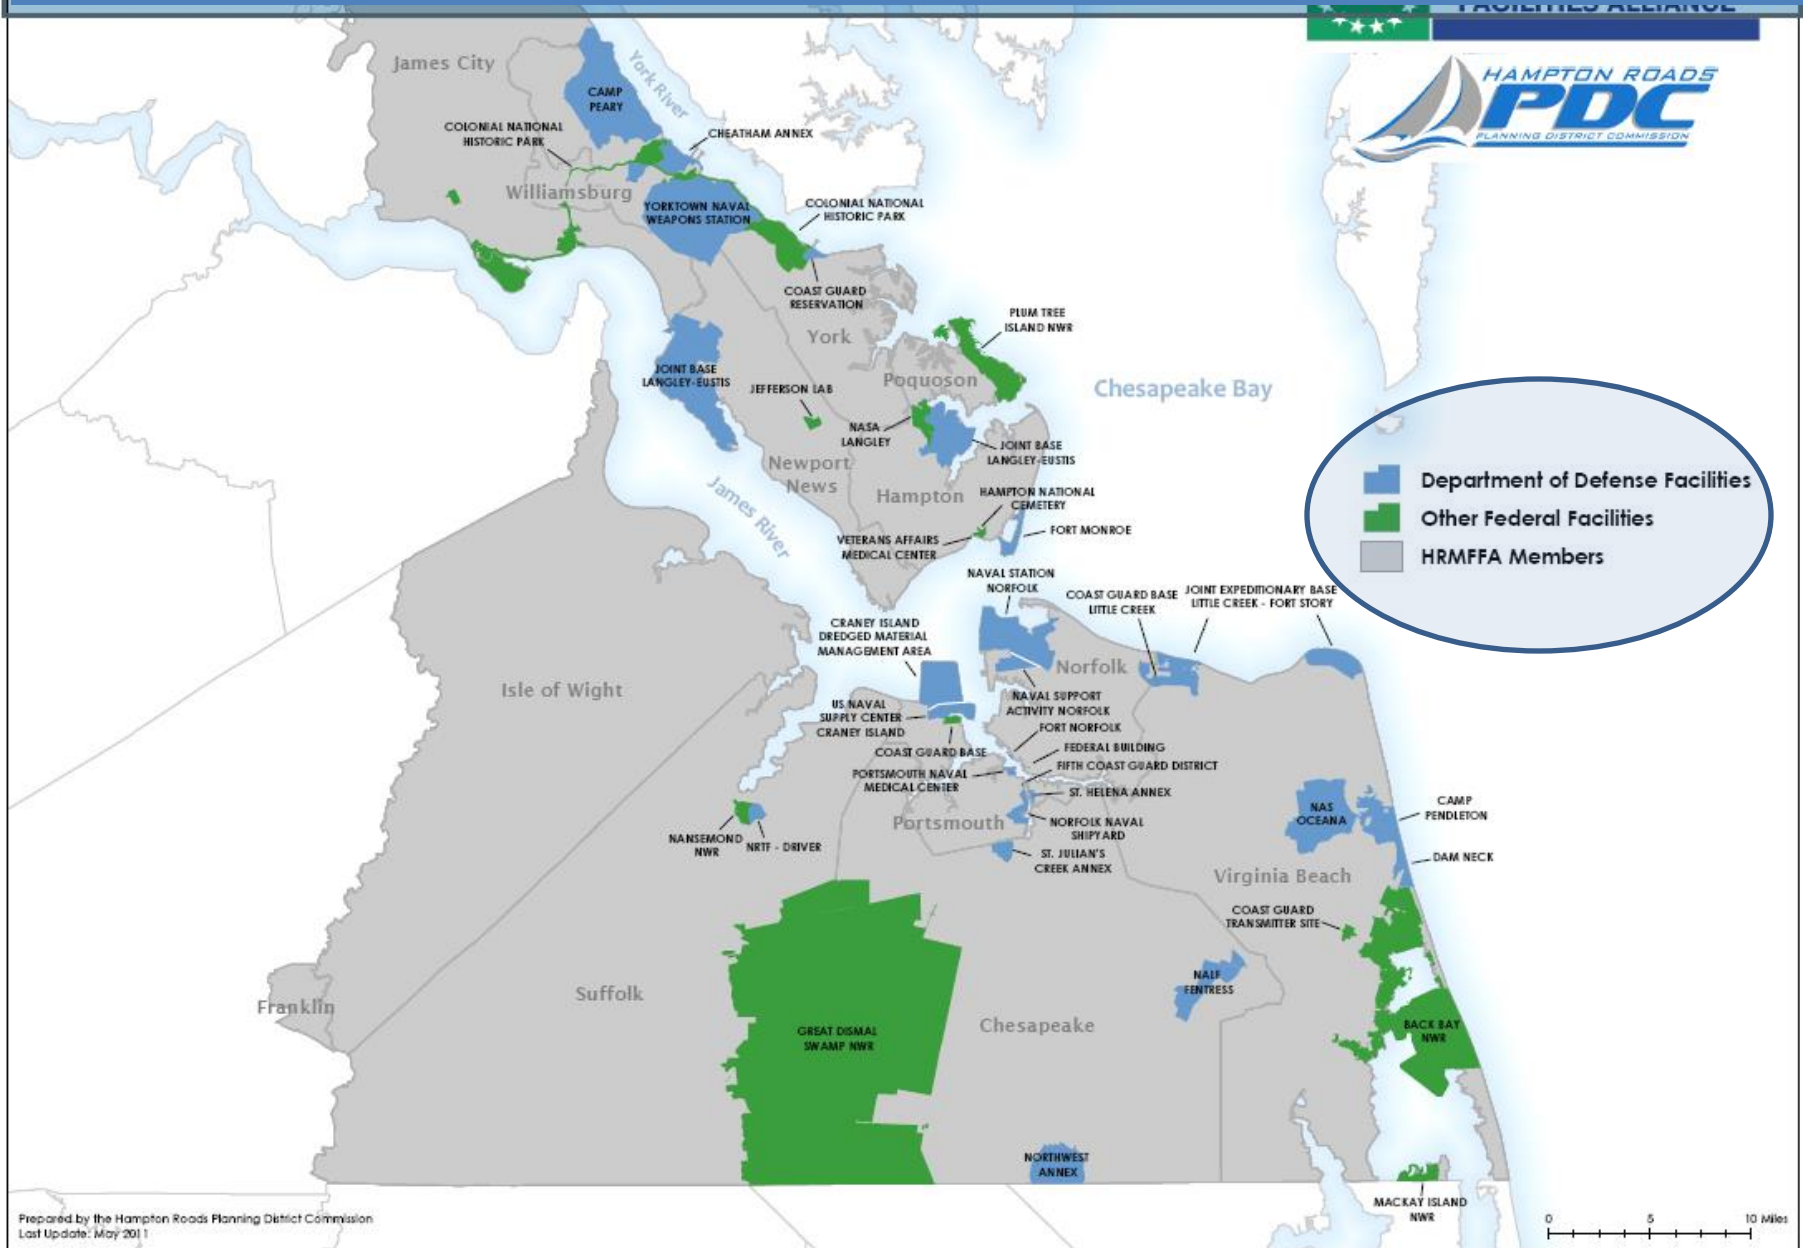 FACILITIES ALLIANCE
HAMPTON ROADS
PDC
PLANNING DISTRICT COMMISSION
James City
York River
CAMP
PEARY
COLONIAL NATIONAL
HISTORIC PARK
CHEATHAM ANNEX
Williamsburg
YORKTOWN NAVAL
WEAPONS STATION
COLONIAL NATIONAL
HISTORIC PARK
COAST GUARD
RESERVATION
PLUM TREE
ISLAND NWR
York
JOINT BASE
LANGLEY-EUSTIS
JEFFERSON LAB
Poquoson
Chesapeake Bay
NASA
LANGLEY
JOINT BASE
LANGLEY-EUSTIS
Newport
News
Hampton
James River
HAMPTON NATIONAL
CEMETERY
FORT MONROE
VETERANS AFFAIRS
MEDICAL CENTER
Department of Defense Facilities
Other Federal Facilities
HRMFFA Members
NAVAL STATION
NORFOLK
COAST GUARD BASE
LITTLE CREEK
JOINT EXPEDITIONARY BASE
LITTLE CREEK - FORT STORY
CRANEY ISLAND
DREDGED MATERIAL
MANAGEMENT AREA
Norfolk
Isle of Wight
NAVAL SUPPORT
ACTIVITY NORFOLK
US NAVAL
SUPPLY CENTER
CRANEY ISLAND
FORT NORFOLK
COAST GUARD BASE
FEDERAL BUILDING
FIFTH COAST GUARD DISTRICT
PORTSMOUTH NAVAL
MEDICAL CENTER
ST. HELENA ANNEX
Portsmouth
NORFOLK NAVAL
SHIPYARD
NAS
OCEANA
CAMP
PENDLETON
NANSEMOND
NWR
NRTF - DRIVER
ST. JULIAN'S
CREEK ANNEX
DAM NECK
Virginia Beach
COAST GUARD
TRANSMITTER SITE
NALF
FENTRESS
Franklin
Suffolk
Chesapeake
GREAT DISMAL
SWAMP NWR
BACK BAY
NWR
NORTHWEST
ANNEX
MACKAY ISLAND
NWR
Prepared by the Hampton Roads Planning District Commission
Last Update: May 2011
0 5 10 Miles